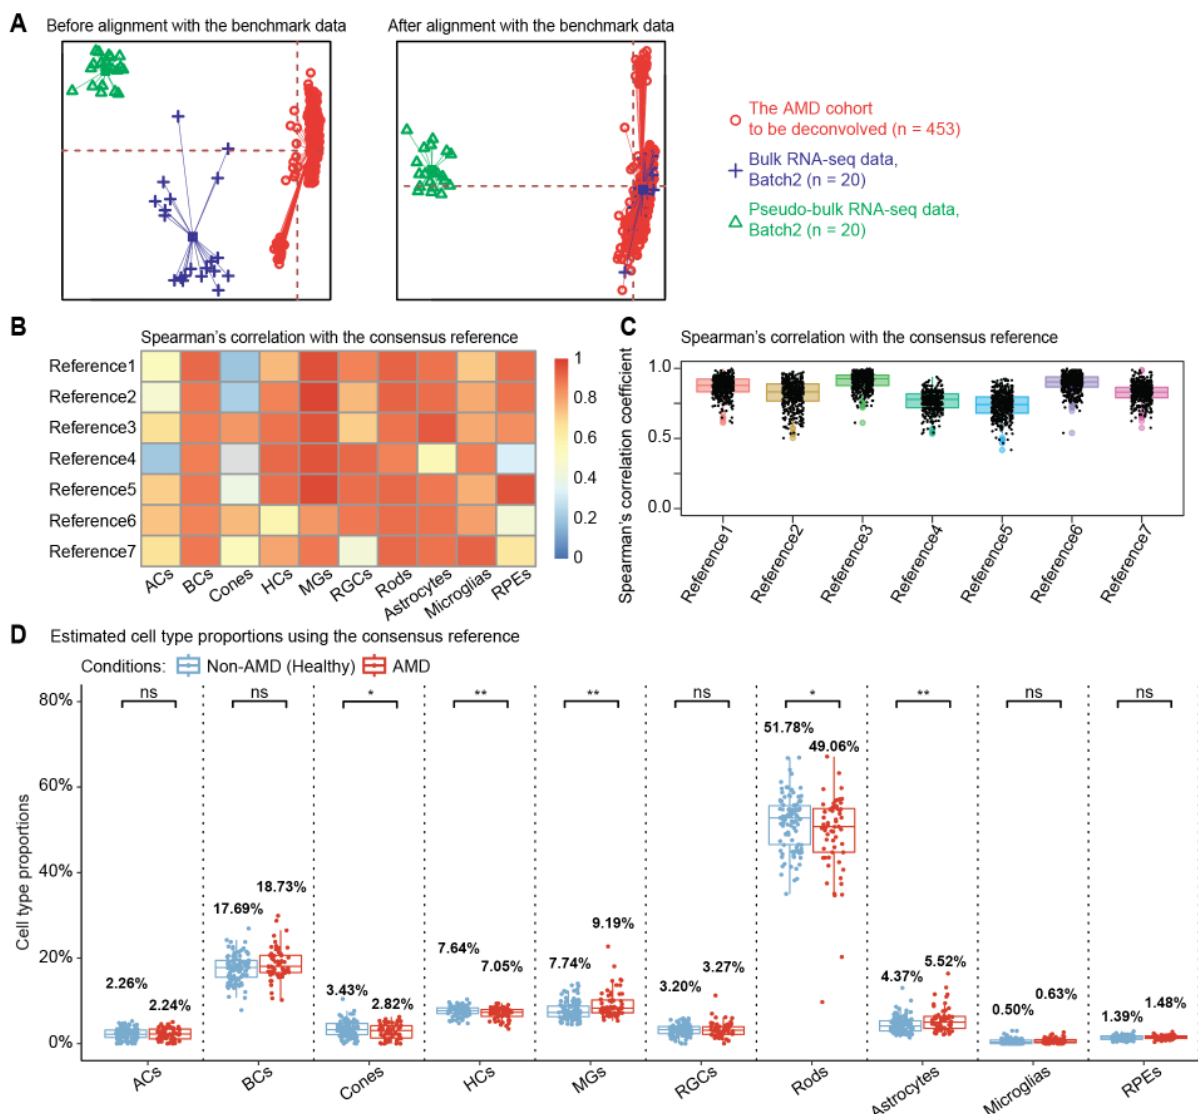 A
Before alignment with the benchmark data
After alignment with the benchmark data
The AMD cohort
to be deconvolved (n = 453)
Bulk RNA-seq data,
Batch2 (n = 20)
Pseudo-bulk RNA-seq data,
Batch2 (n = 20)
B
Spearman's correlation with the consensus reference
Reference1
Reference2
Reference3
Reference4
Reference5
Reference6
Reference7
ACs
BCs
Cones
HCs
MGs
RGCs
Rods
Astrocytes
Microglias
RPEs
1
0.8
0.6
0.4
0.2
0
C
Spearman's correlation with the consensus reference
Spearman's correlation coefficient
1.0
0.5
0.0
Reference1
Reference2
Reference3
Reference4
Reference5
Reference6
Reference7
D
Estimated cell type proportions using the consensus reference
Conditions: Non-AMD (Healthy) AMD
Cell type proportions
80%
60%
40%
20%
0%
ns
ns
*
**
**
ns
*
**
ns
ns
2.26%
2.24%
17.69%
18.73%
3.43%
2.82%
7.64%
7.05%
7.74%
9.19%
3.20%
3.27%
51.78%
49.06%
4.37%
5.52%
0.50%
0.63%
1.39%
1.48%
ACs
BCs
Cones
HCs
MGs
RGCs
Rods
Astrocytes
Microglias
RPEs